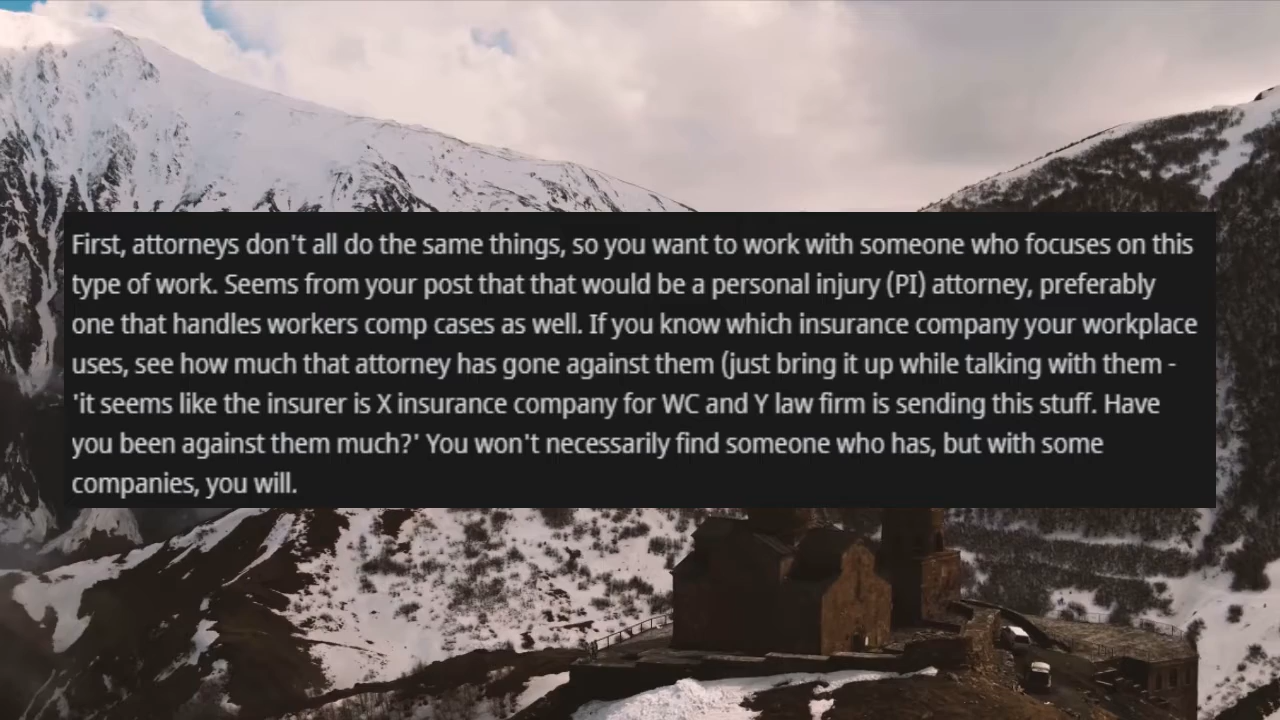 First, attorneys don't all do the same things, so you want to work with someone who focuses on this
type of work. Seems from your post that that would be a personal injury (PI) attorney, preferably
one that handles workers comp cases as well. If you know which insurance company your workplace
uses, see how much that attorney has gone against them (just bring it up while talking with them -
'it seems like the insurer is X insurance company for WC and Y law firm is sending this stuff. Have
you been against them much?' You won't necessarily find someone who has, but with some
companies, you will.